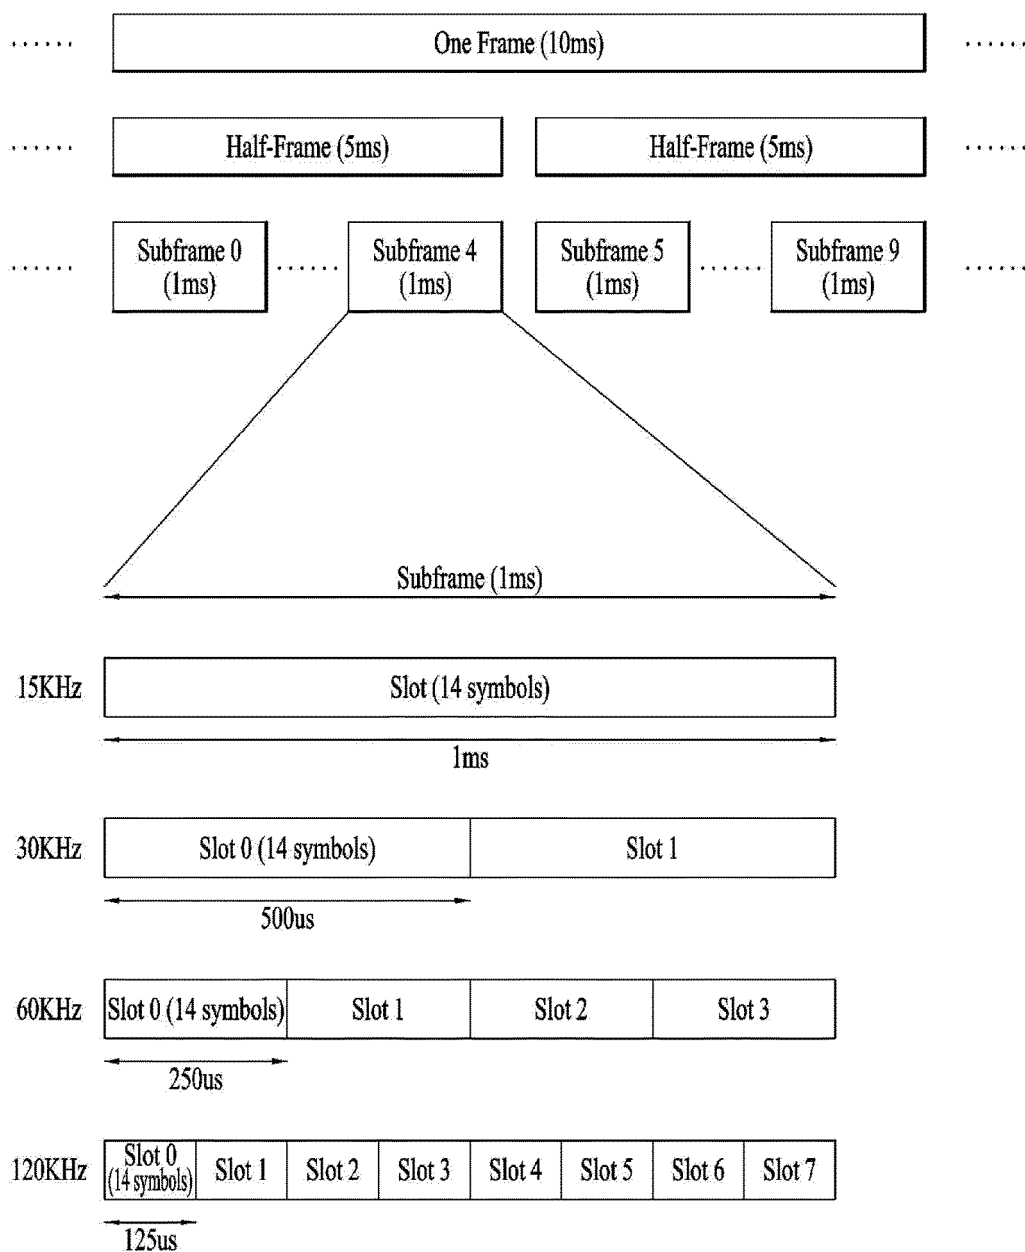 One Frame (10ms)
Half-Frame (5ms) Half-Frame (5ms)
Subframe 0 Subframe 4 Subframe 5 Subframe 9
(1ms) (1ms) (1ms) (1ms)
Subframe (1ms)
15KHz Slot (14 symbols)
1ms
30KHz Slot 0 (14 symbols) Slot 1
500us
60KHz Slot 0 (14 symbols) Slot 1 Slot 2 Slot 3
250us
120KHz Slot 0 (14 symbols) Slot 1 Slot 2 Slot 3 Slot 4 Slot 5 Slot 6 Slot 7
125us